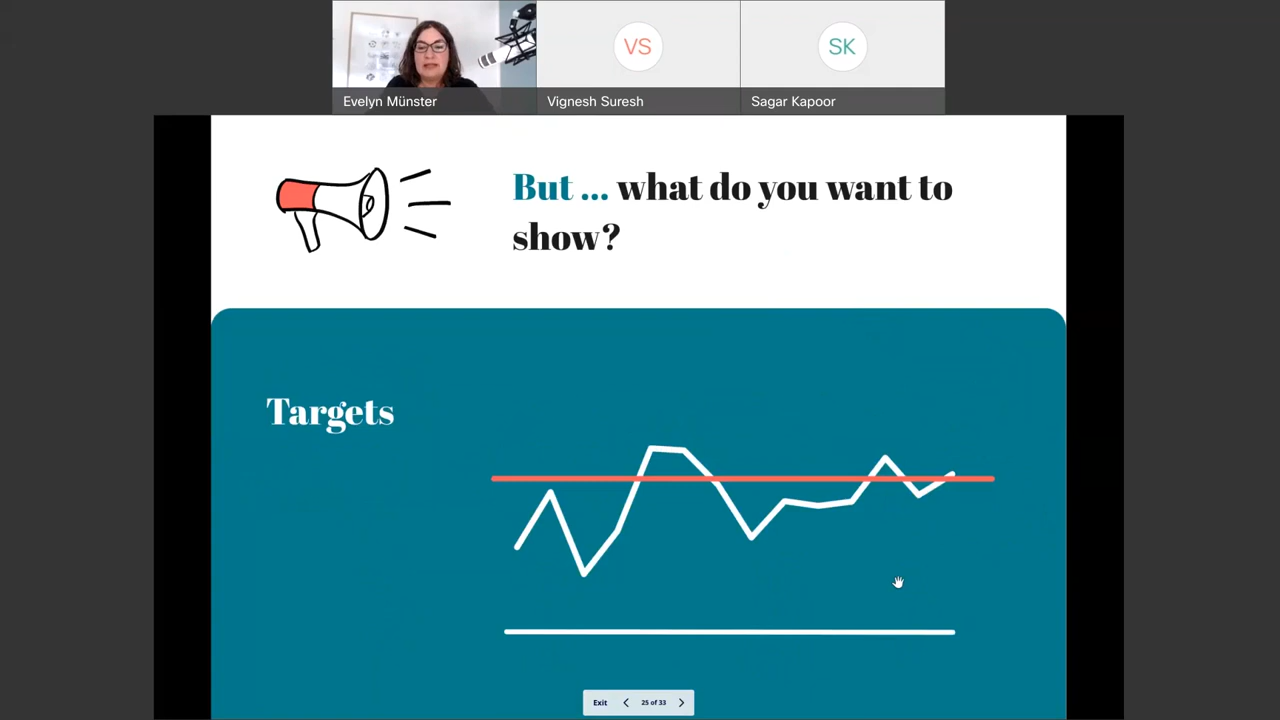 VS
SK
Evelyn Münster
Vignesh Suresh
Sagar Kapoor
But ... what do you want to
show?
Targets
Exit
25 of 33